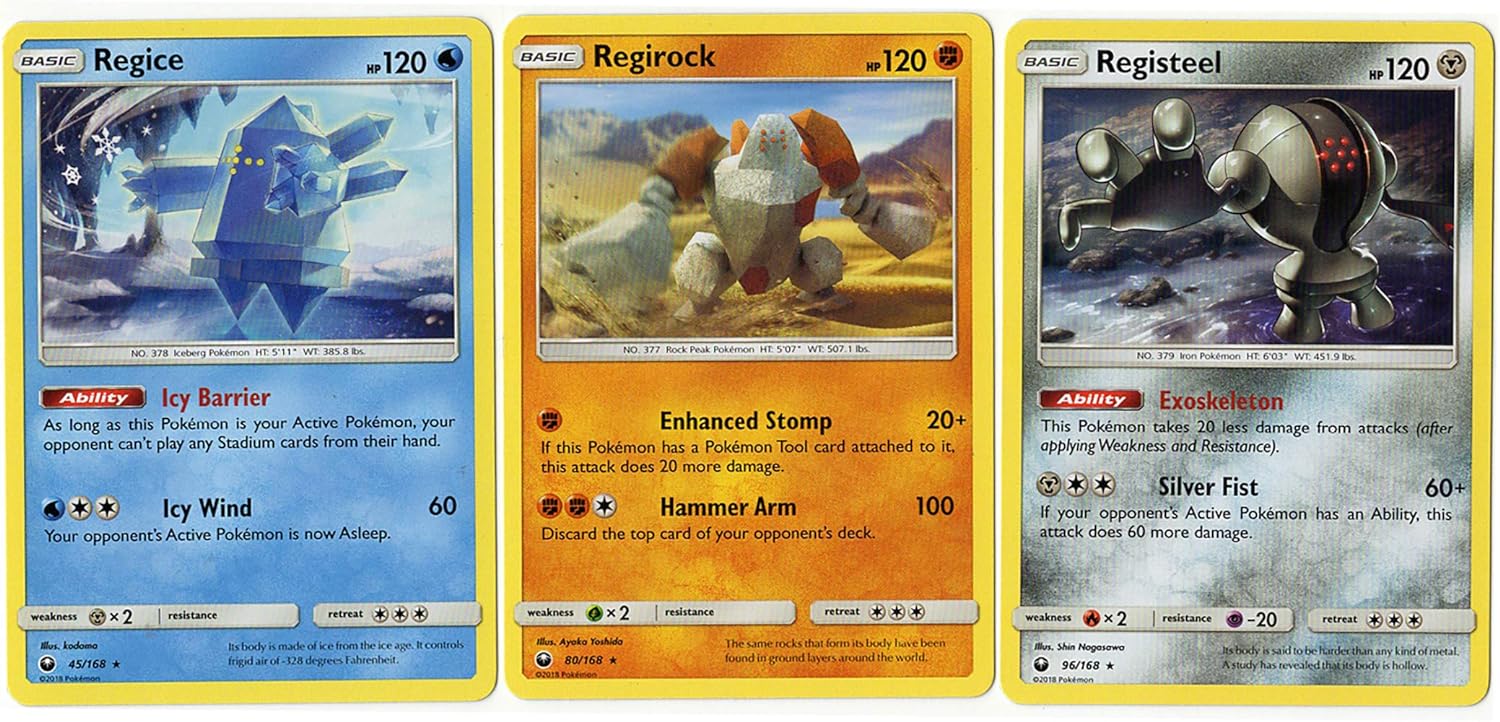 BASIC Regice HP 120
NO. 378 Iceberg Pokémon HT: 5'11" WT: 385.8 lbs.
Ability Icy Barrier
As long as this Pokémon is your Active Pokémon, your
opponent can't play any Stadium cards from their hand.
Icy Wind 60
Your opponent's Active Pokémon is now Asleep.
weakness ×2 resistance retreat
Illus. kodama
45/168
©2018 Pokémon
Its body is made of ice from the ice age. It controls
frigid air of -328 degrees Fahrenheit.
BASIC Regirock HP 120
NO. 377 Rock Peak Pokémon HT: 5'07" WT: 507.1 lbs.
Enhanced Stomp 20+
If this Pokémon has a Pokémon Tool card attached to it,
this attack does 20 more damage.
Hammer Arm 100
Discard the top card of your opponent's deck.
weakness ×2 resistance retreat
Illus. Ayaka Yoshida
80/168
©2018 Pokémon
The same rocks that form its body have been
found in ground layers around the world.
BASIC Registeel HP 120
NO. 379 Iron Pokémon HT: 6'03" WT: 451.9 lbs.
Ability Exoskeleton
This Pokémon takes 20 less damage from attacks (after
applying Weakness and Resistance).
Silver Fist 60+
If your opponent's Active Pokémon has an Ability, this
attack does 60 more damage.
weakness ×2 resistance -20 retreat
Illus. Shin Nagasawa
96/168
©2018 Pokémon
Its body is said to be harder than any kind of metal.
A study has revealed that its body is hollow.